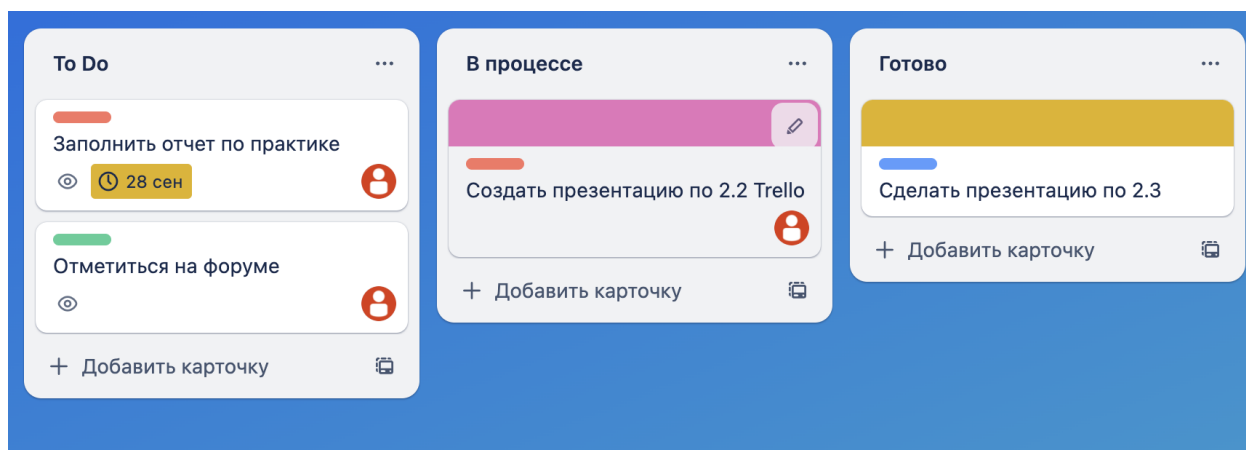 To Do
Заполнить отчет по практике
28 сен
Отметиться на форуме
Добавить карточку
В процессе
Создать презентацию по 2.2 Trello
Добавить карточку
Готово
Сделать презентацию по 2.3
Добавить карточку